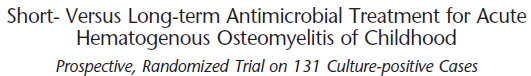 Short- Versus Long-term Antimicrobial Treatment for Acute
Hematogenous Osteomyelitis of Childhood
Prospective, Randomized Trial on 131 Culture-positive Cases